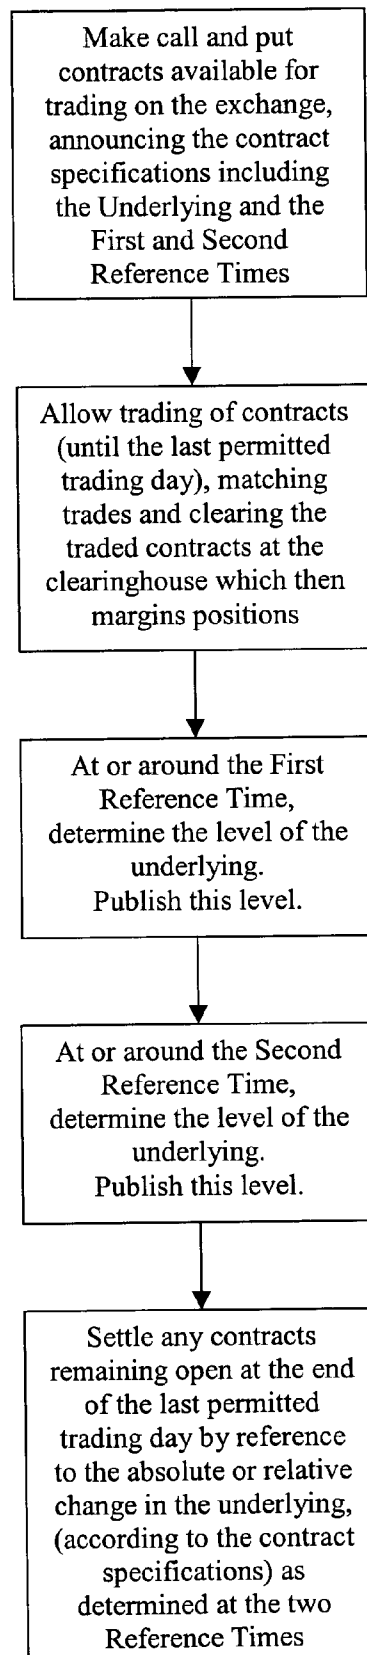 Make call and put
contracts available for
trading on the exchange,
announcing the contract
specifications including
the Underlying and the
First and Second
Reference Times
Allow trading of contracts
(until the last permitted
trading day), matching
trades and clearing the
traded contracts at the
clearinghouse which then
margins positions
At or around the First
Reference Time,
determine the level of the
underlying.
Publish this level.
At or around the Second
Reference Time,
determine the level of the
underlying.
Publish this level.
Settle any contracts
remaining open at the end
of the last permitted
trading day by reference
to the absolute or relative
change in the underlying,
(according to the contract
specifications) as
determined at the two
Reference Times